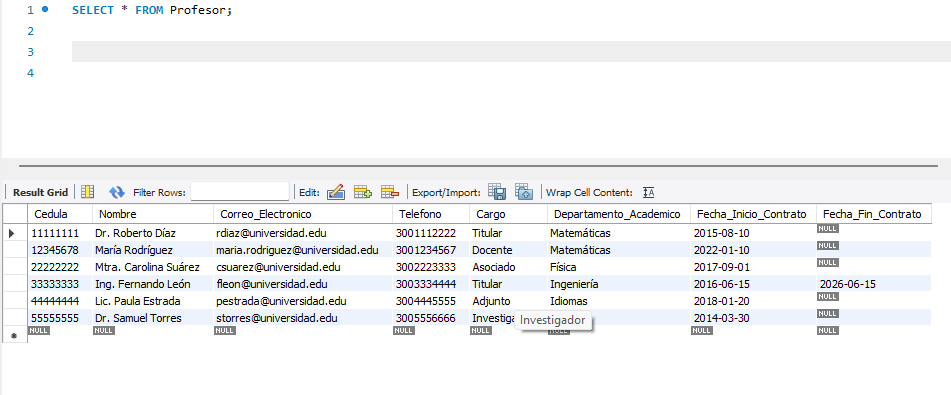 1 SELECT * FROM Profesor;
2
3
4
Result Grid Filter Rows: Edit: Export/Import: Wrap Cell Content:
Cedula Nombre Correo_Electronico Telefono Cargo Departamento_Academico Fecha_Inicio_Contrato Fecha_Fin_Contrato
11111111 Dr. Roberto Díaz rdiaz@universidad.edu 3001112222 Titular Matemáticas 2015-08-10 NULL
12345678 María Rodríguez maria.rodriguez@universidad.edu 3001234567 Docente Matemáticas 2022-01-10 NULL
22222222 Mtra. Carolina Suárez csuarez@universidad.edu 3002223333 Asociado Física 2017-09-01 NULL
33333333 Ing. Fernando León fleon@universidad.edu 3003334444 Titular Ingeniería 2016-06-15 2026-06-15
44444444 Lic. Paula Estrada pestrada@universidad.edu 3004445555 Adjunto Idiomas 2018-01-20 NULL
55555555 Dr. Samuel Torres storres@universidad.edu 3005556666 Investiga 2014-03-30 NULL
Investigador
NULL NULL NULL NULL NULL NULL NULL NULL